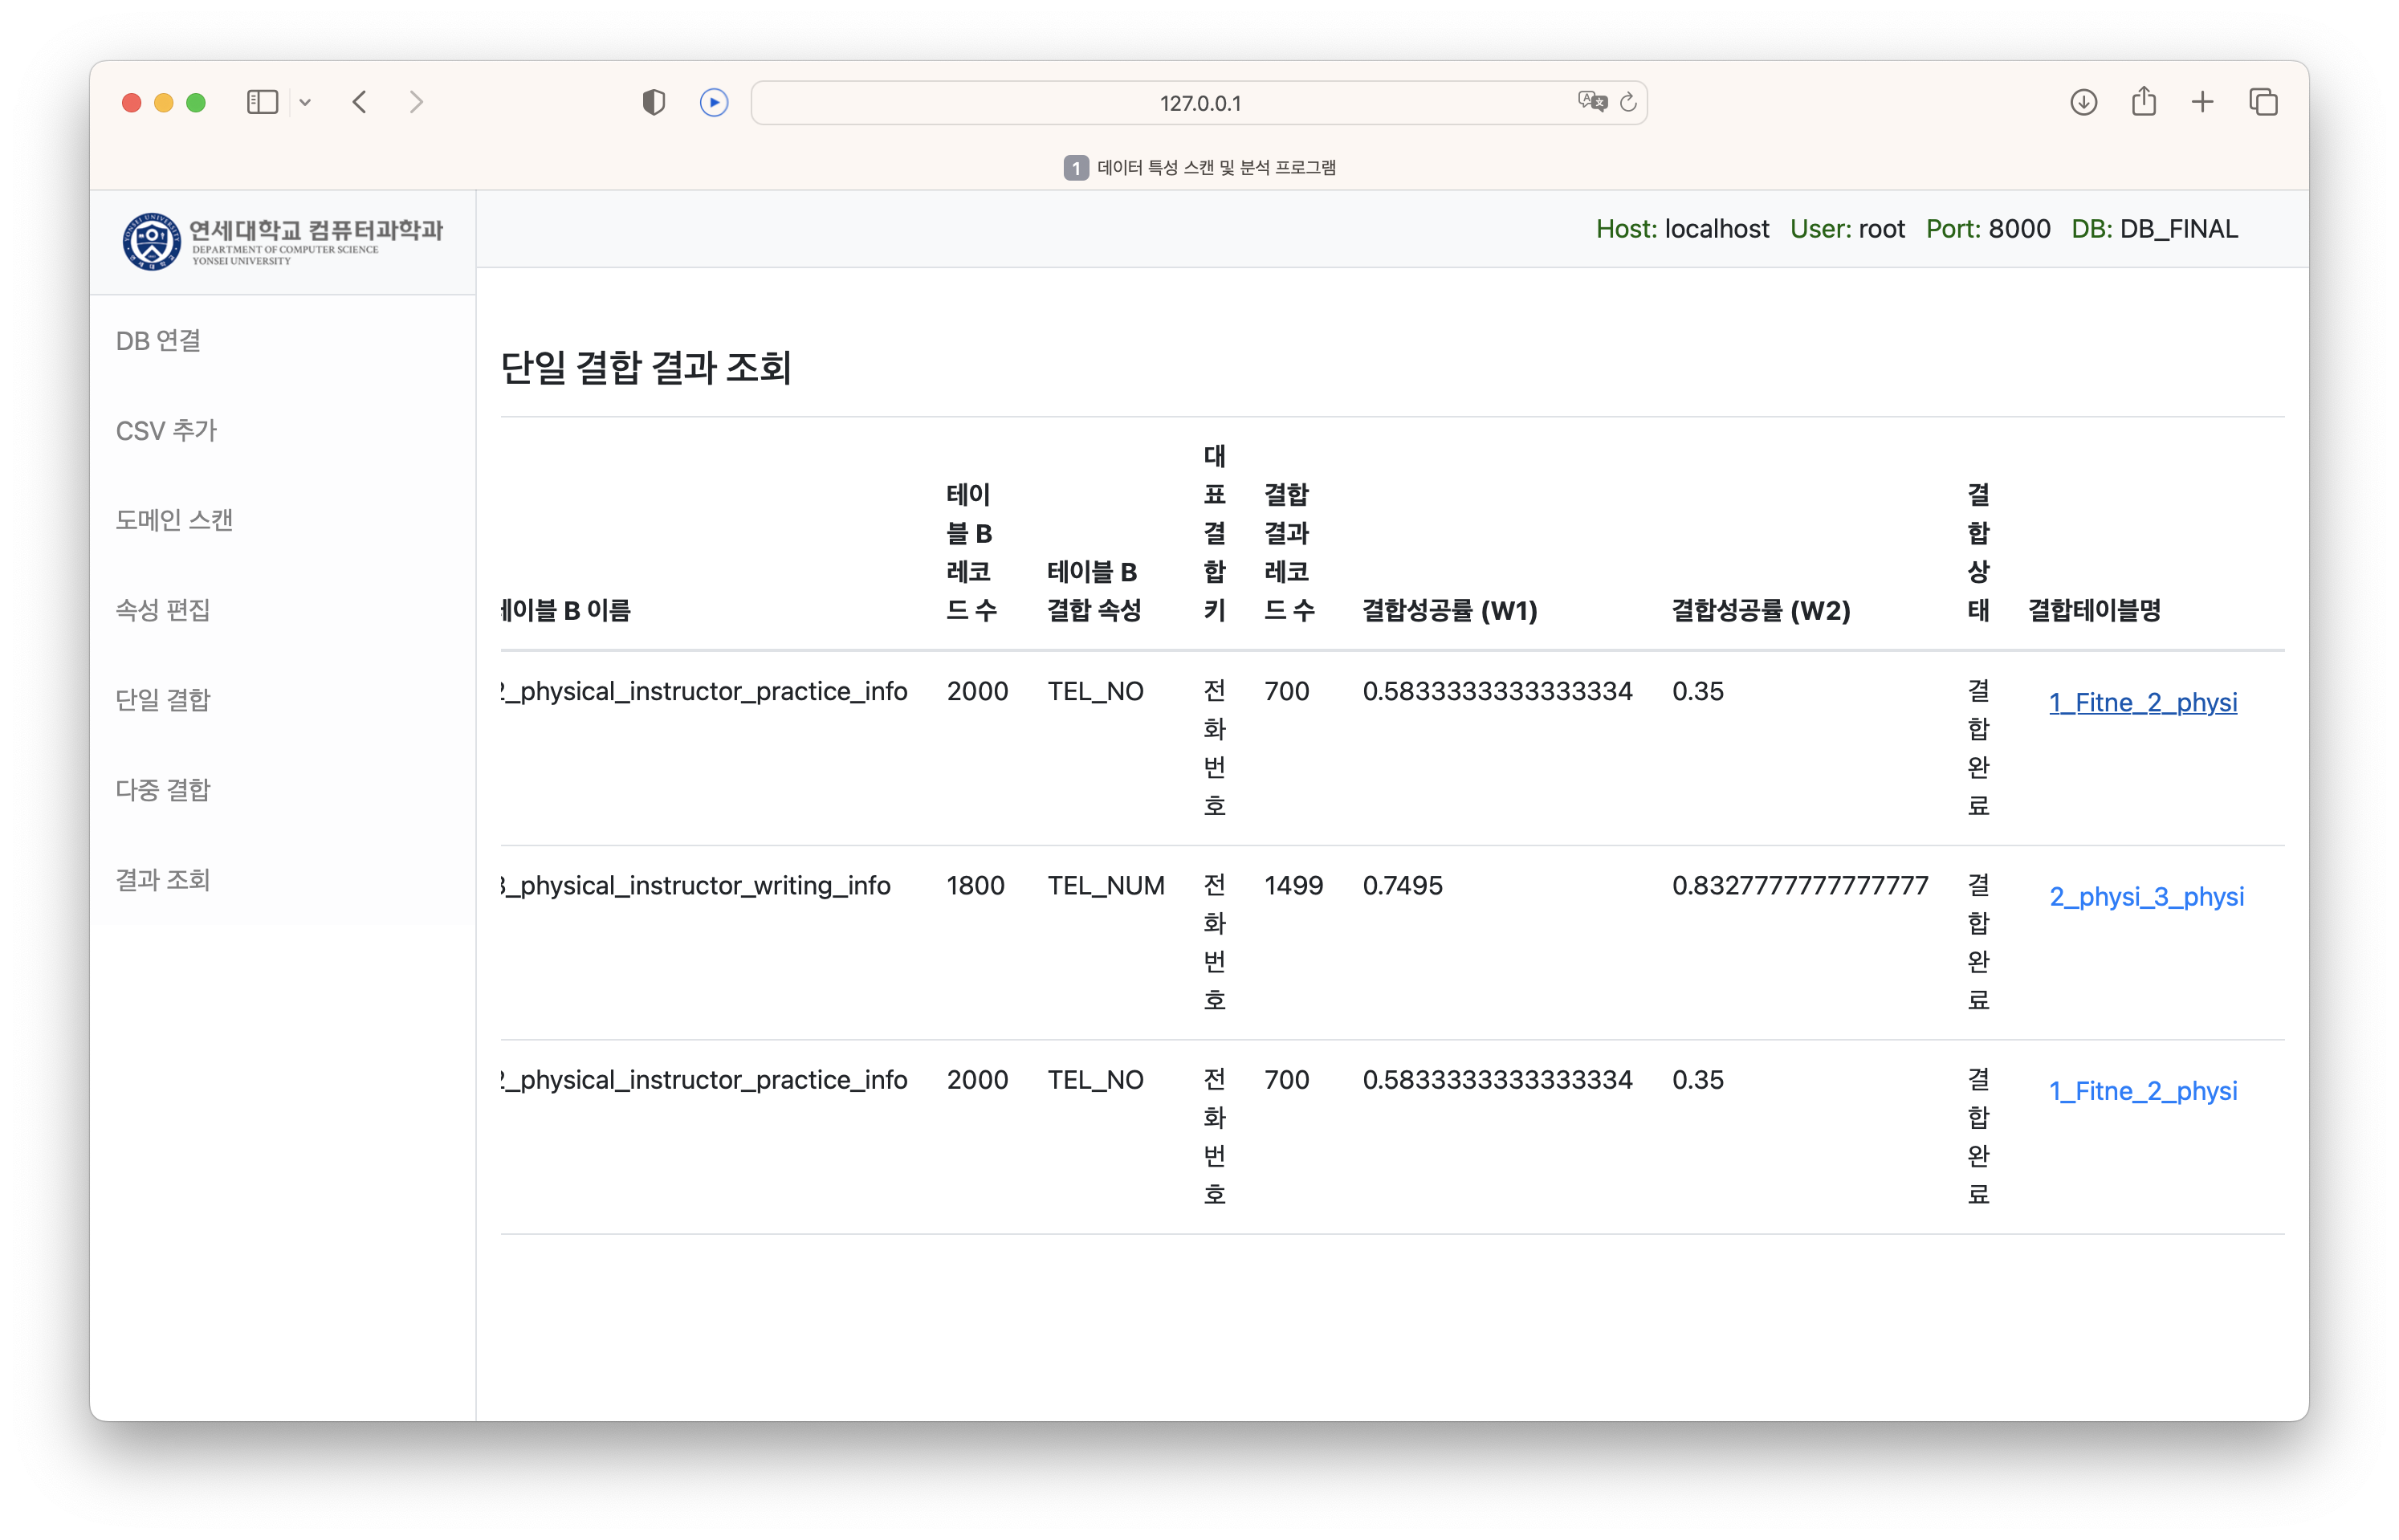 127.0.0.1
1 데이터 특성 스캔 및 분석 프로그램
연세대학교 컴퓨터과학과
DEPARTMENT OF COMPUTER SCIENCE
YONSEI UNIVERSITY
Host: localhost User: root Port: 8000 DB: DB_FINAL
DB 연결
CSV 추가
도메인 스캔
속성 편집
단일 결합
다중 결합
결과 조회
단일 결합 결과 조회
테이블 B 이름
테이
블 B
레코
드 수
테이블 B
결합 속성
대
표
결
합
키
결합
결과
레코
드 수
결합성공률 (W1)
결합성공률 (W2)
결
합
상
태
결합테이블명
2_physical_instructor_practice_info 2000 TEL_NO
전
화
번
호
700 0.5833333333333334 0.35
결
합
완
료
1_Fitne_2_physi
3_physical_instructor_writing_info 1800 TEL_NUM
전
화
번
호
1499 0.7495 0.8327777777777777
결
합
완
료
2_physi_3_physi
2_physical_instructor_practice_info 2000 TEL_NO
전
화
번
호
700 0.5833333333333334 0.35
결
합
완
료
1_Fitne_2_physi